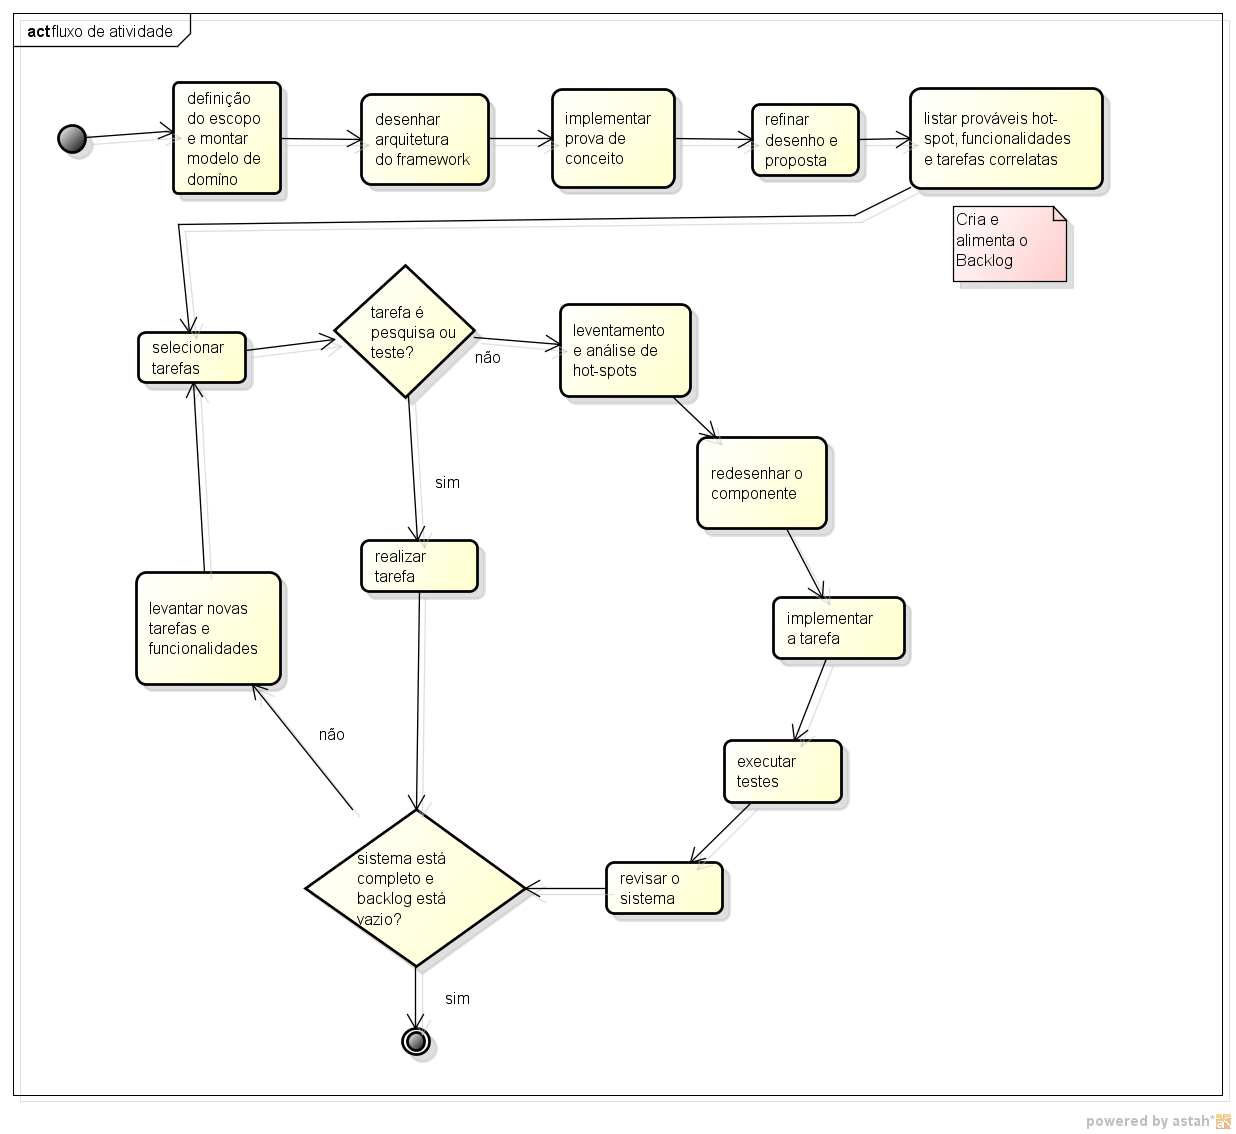 act fluxo de atividade
definição
do escopo
e montar
modelo de
domíno
desenhar
arquitetura
do framework
implementar
prova de
conceito
refinar
desenho e
proposta
listar prováveis hot-
spot, funcionalidades
e tarefas correlatas
Cria e
alimenta o
Backlog
selecionar
tarefas
tarefa é
pesquisa ou
teste?
não
leventamento
e análise de
hot-spots
redesenhar o
componente
sim
realizar
tarefa
implementar
a tarefa
levantar novas
tarefas e
funcionalidades
não
executar
testes
sistema está
completo e
backlog está
vazio?
revisar o
sistema
sim
powered by astah*